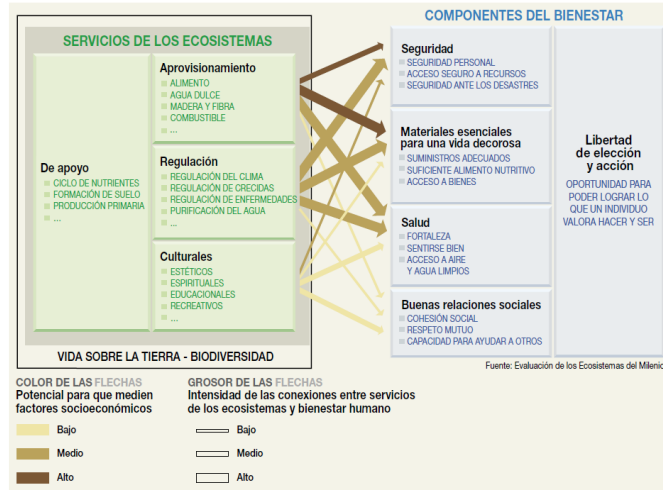 COMPONENTES DEL BIENESTAR
SERVICIOS DE LOS ECOSISTEMAS
De apoyo
CICLO DE NUTRIENTES
FORMACIÓN DE SUELO
PRODUCCIÓN PRIMARIA
...
Aprovisionamiento
ALIMENTO
AGUA DULCE
MADERA Y FIBRA
COMBUSTIBLE
...
Regulación
REGULACIÓN DEL CLIMA
REGULACIÓN DE CRECIDAS
REGULACIÓN DE ENFERMEDADES
PURIFICACIÓN DEL AGUA
...
Culturales
ESTÉTICOS
ESPIRITUALES
EDUCACIONALES
RECREATIVOS
...
VIDA SOBRE LA TIERRA - BIODIVERSIDAD
Seguridad
SEGURIDAD PERSONAL
ACCESO SEGURO A RECURSOS
SEGURIDAD ANTE LOS DESASTRES
Materiales esenciales
para una vida decorosa
SUMINISTROS ADECUADOS
SUFICIENTE ALIMENTO NUTRITIVO
ACCESO A BIENES
Salud
FORTALEZA
SENTIRSE BIEN
ACCESO A AIRE
Y AGUA LIMPIOS
Buenas relaciones sociales
COHESIÓN SOCIAL
RESPETO MUTUO
CAPACIDAD PARA AYUDAR A OTROS
Libertad
de elección
y acción
OPORTUNIDAD PARA
PODER LOGRAR LO
QUE UN INDIVIDUO
VALORA HACER Y SER
Fuente: Evaluación de los Ecosistemas del Milenio
COLOR DE LAS FLECHAS
Potencial para que medien
factores socioeconómicos
Bajo
Medio
Alto
GROSOR DE LAS FLECHAS
Intensidad de las conexiones entre servicios
de los ecosistemas y bienestar humano
Bajo
Medio
Alto